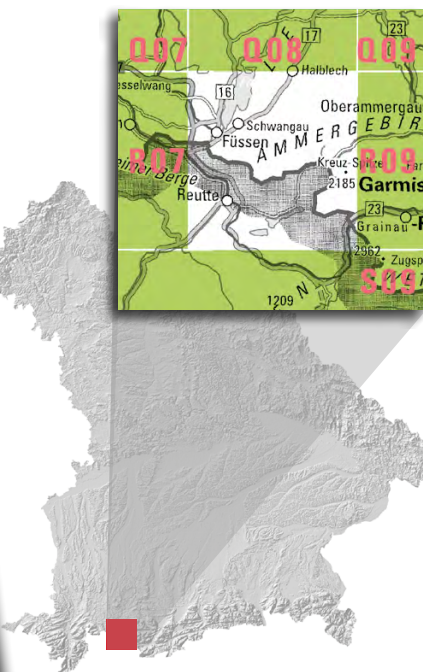 Q07 Q08 Q09
17
23
Halblech
esselwang
16
Oberammergau
Schwangau
Füssen
AMMERGEBIR
R07
Kreuz-Spitze
R09
2185 Garmis
Berge
Reutte
23
Grainau
2962
Zugsp
S09
N
1209